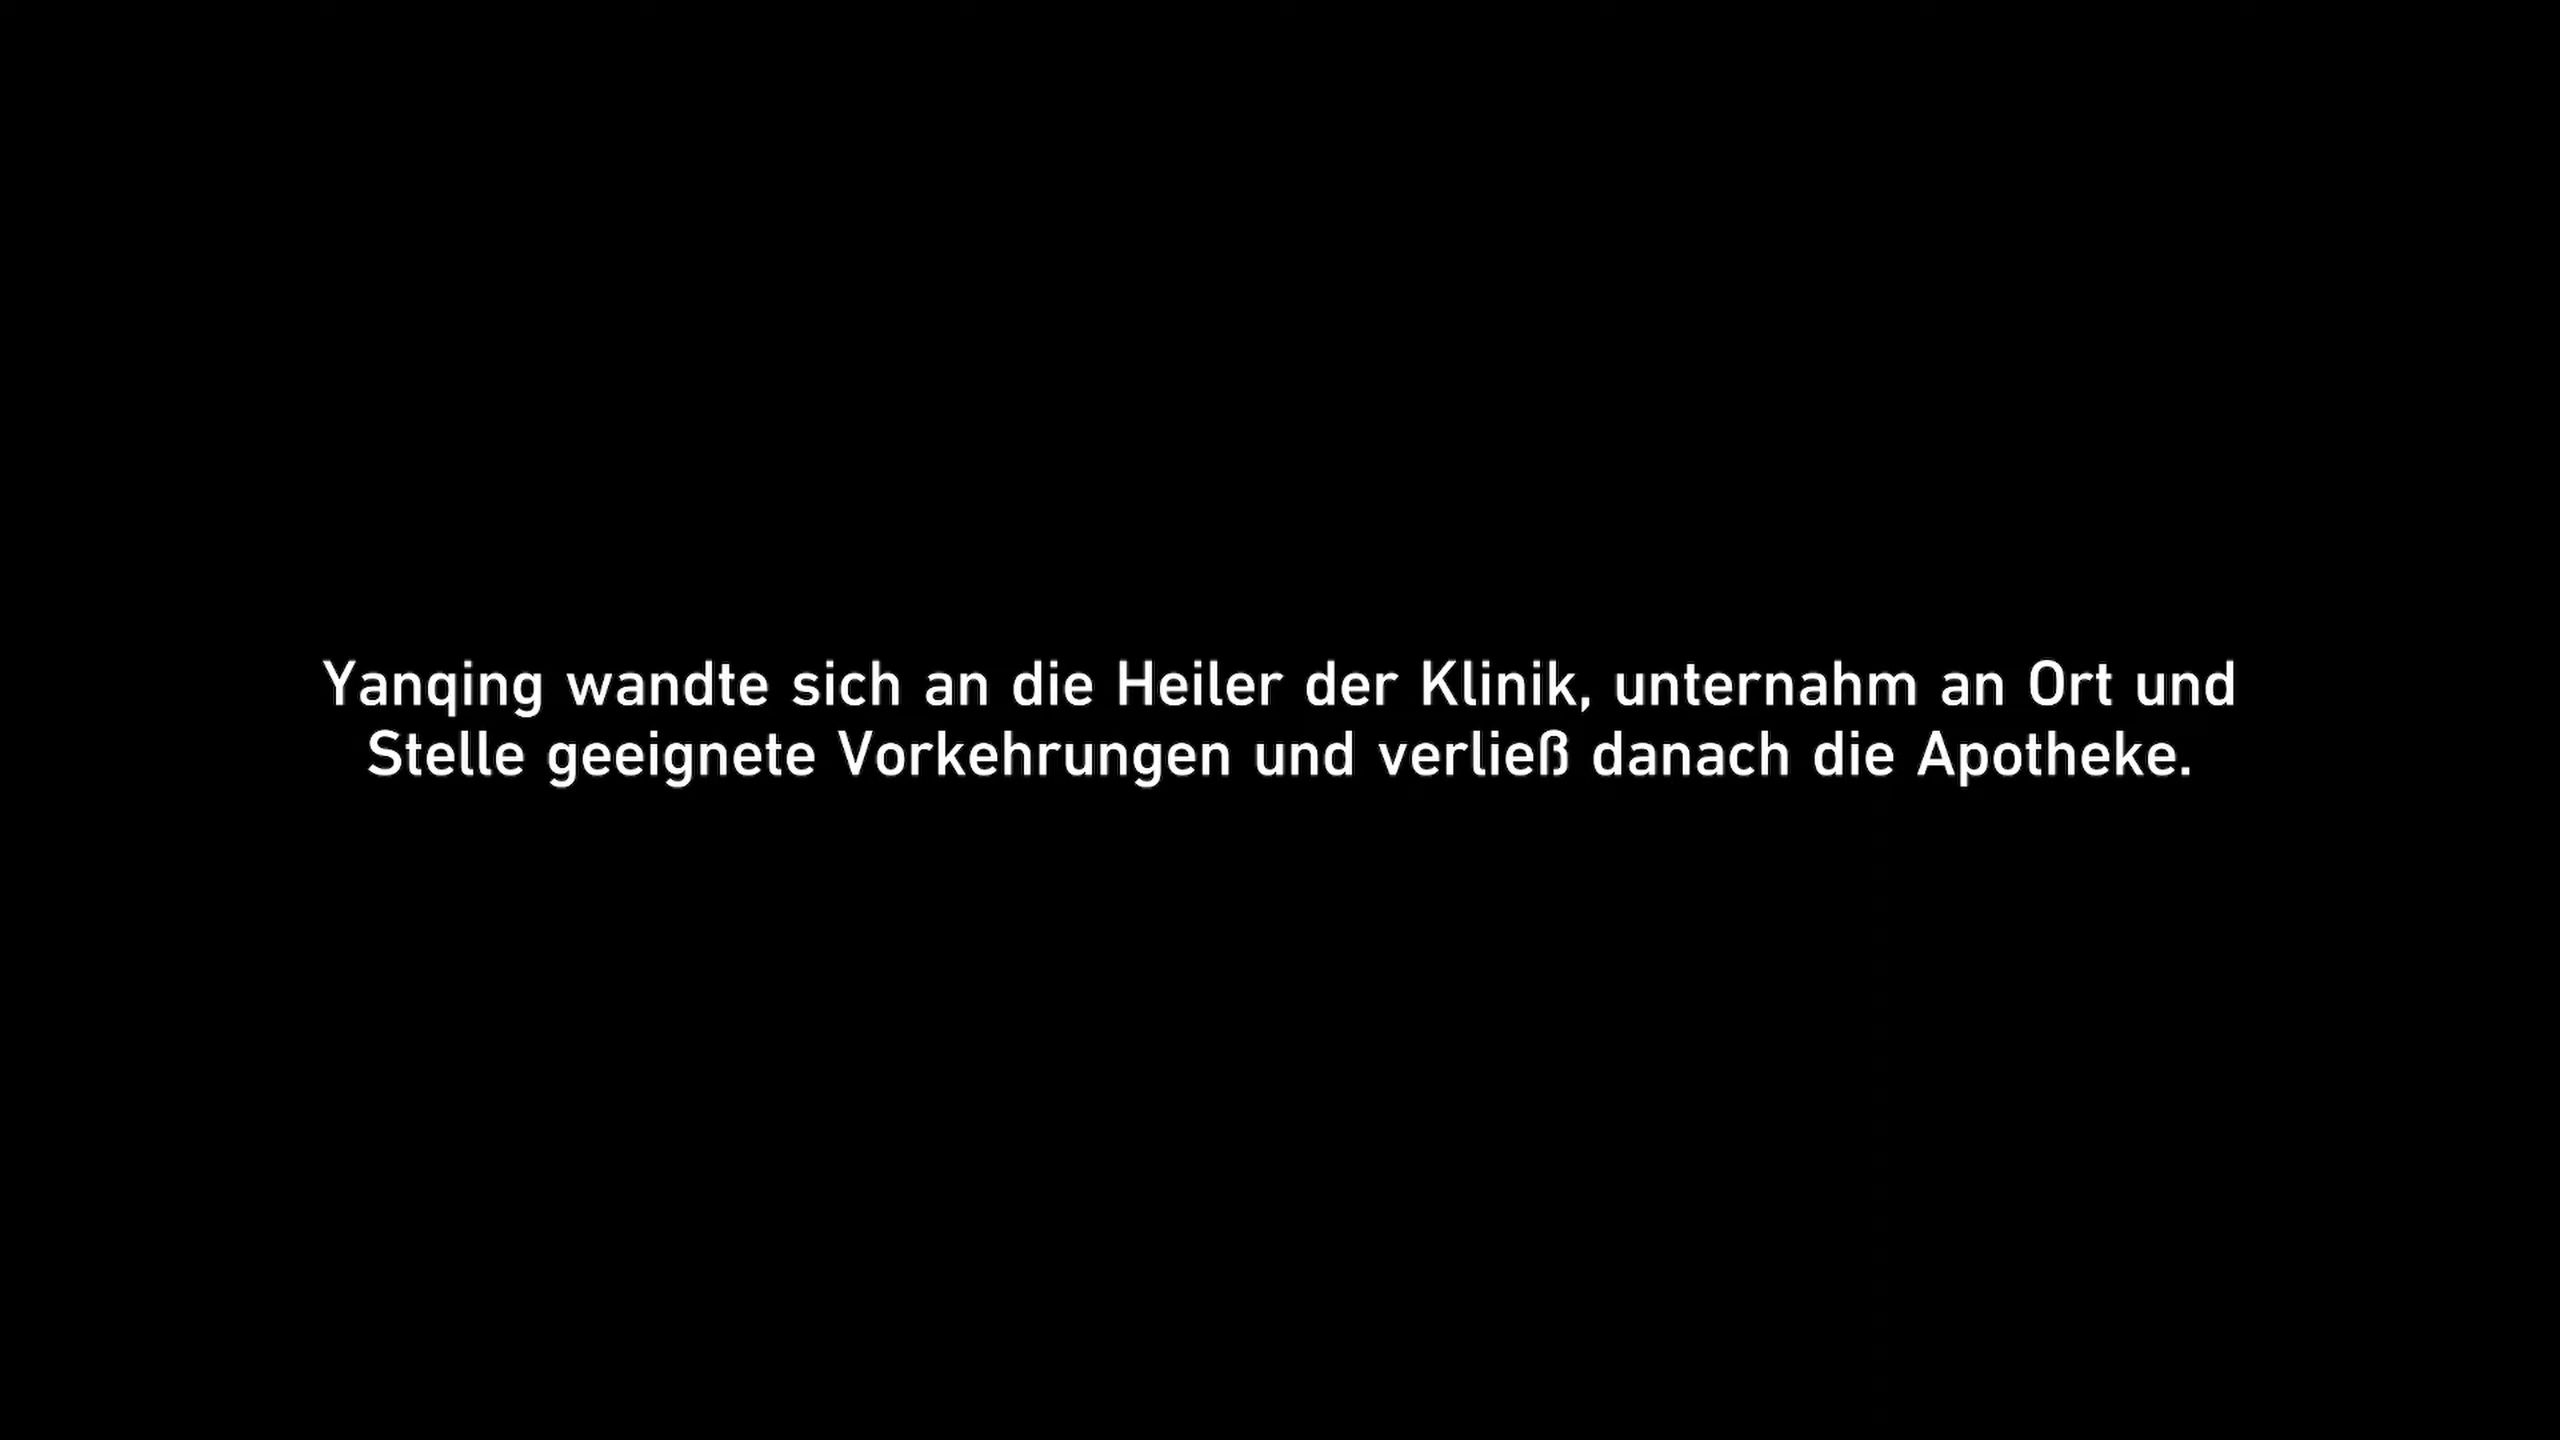 Yanqing wandte sich an die Heiler der Klinik, unternahm an Ort und
Stelle geeignete Vorkehrungen und verließ danach die Apotheke.